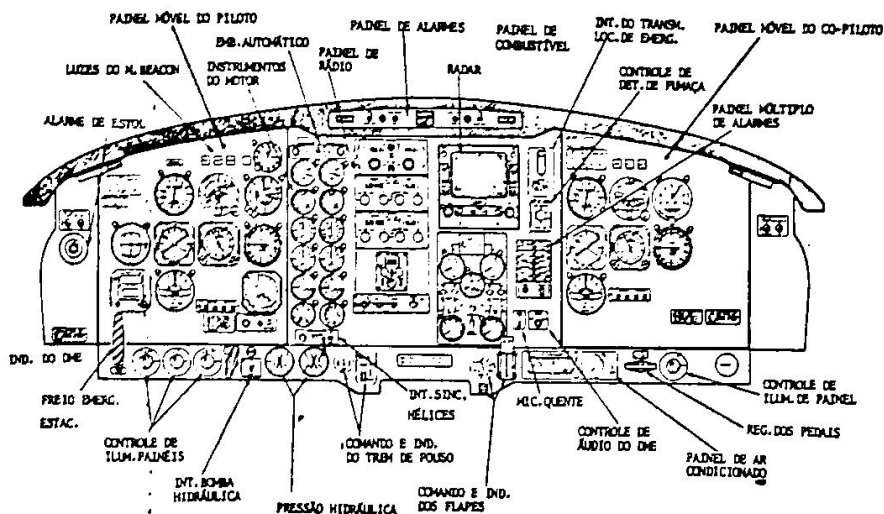 PAINEL MÓVEL DO PILOTO
PAINEL DE ALARMES
INT. DO TRANSM.
LOC. DE EMERG.
PAINEL MÓVEL DO CO-PILOTO
EMB. AUTOMÁTICO
PAINEL DE
RÁDIO
PAINEL DE
COMBUSTÍVEL
LUZES DO M. BEACON
INSTRUMENTOS
DO MOTOR
RADAR
CONTROLE DE
DET. DE FUMAÇA
ALARME DE ESTOL
PAINEL MÚLTIPLO
DE ALARMES
IND. DO DME
FREIO EMERG.
ESTAC.
INT. SINC.
HÉLICES
MIC. QUENTE
CONTROLE DE
ILUM. DE PAINEL
CONTROLE DE
ILUM. PAINÉIS
COMANDO E IND.
DO TREM DE POUSO
CONTROLE DE
ÁUDIO DO DME
REG. DOS PEDAIS
PAINEL DE AR
CONDICIONADO
INT. BOMBA
HIDRÁULICA
PRESSÃO HIDRÁULICA
COMANDO E IND.
DOS FLAPES